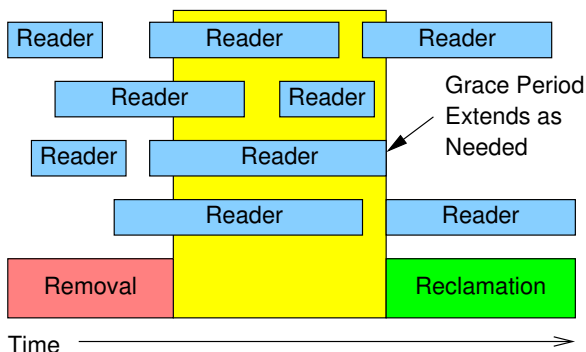 Reader
Reader
Reader
Reader
Reader
Grace Period
Extends as
Needed
Reader
Reader
Reader
Reader
Removal
Reclamation
Time